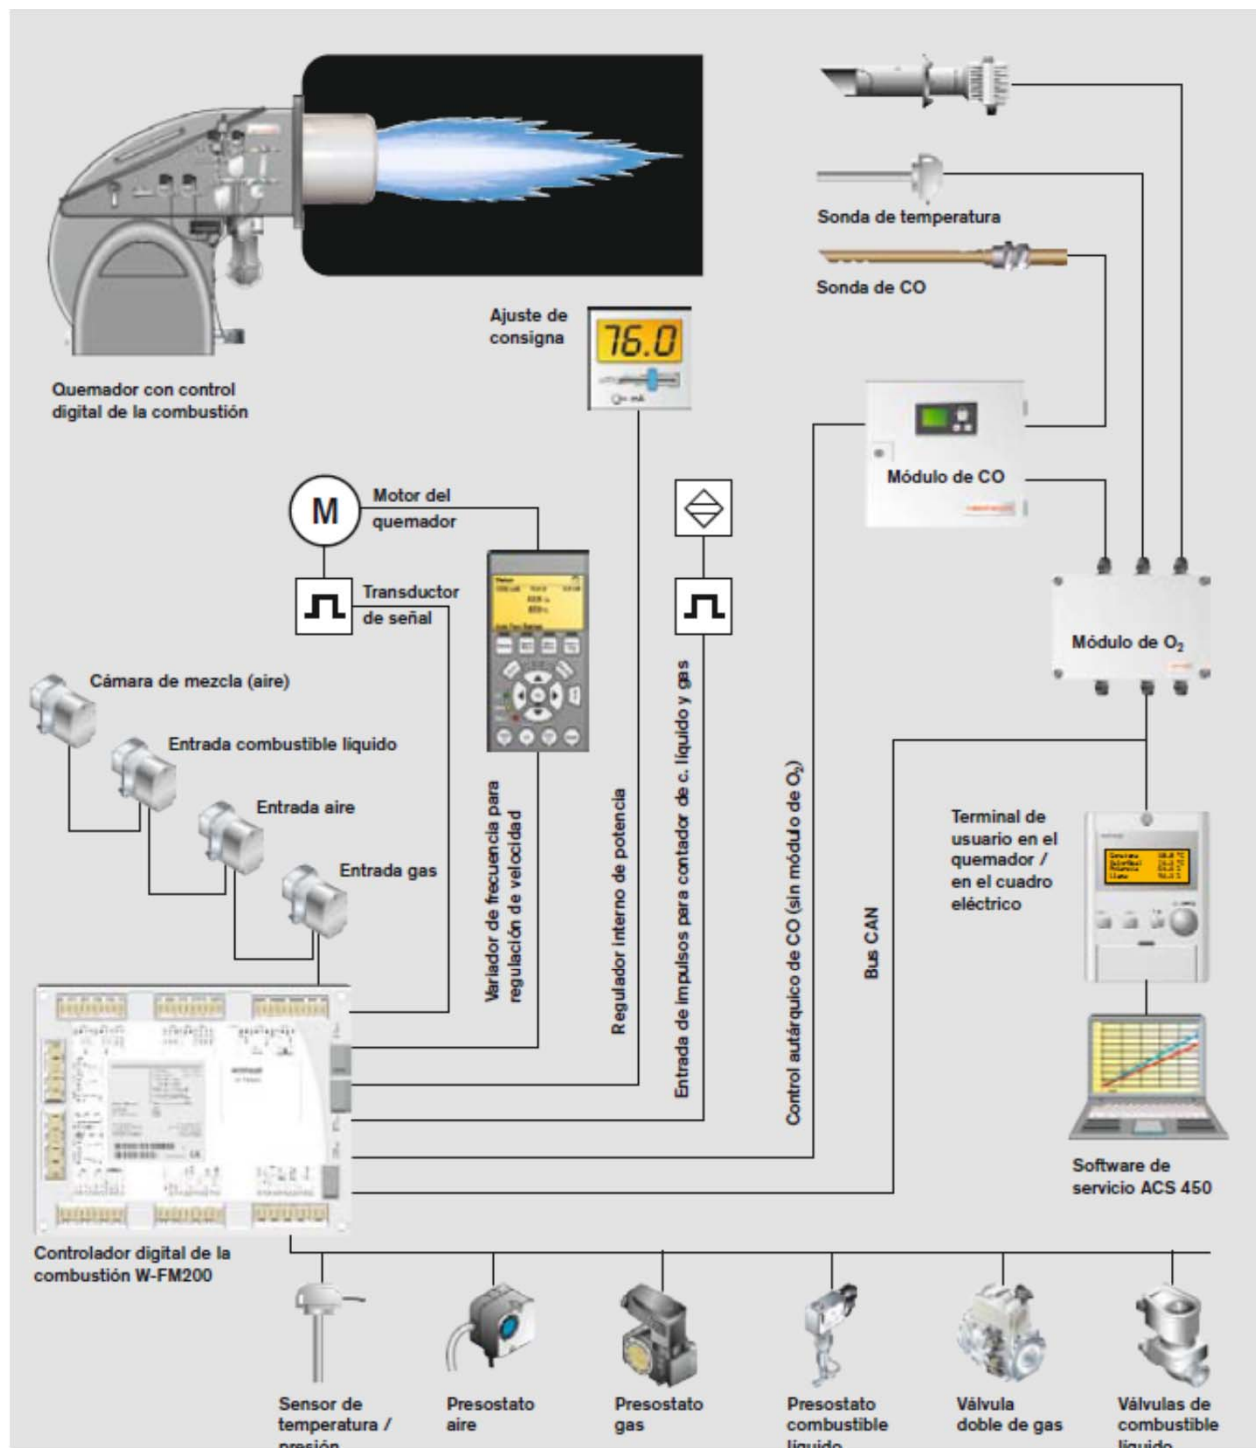 Sonda de temperatura
Sonda de CO
Ajuste de
consigna
76.0
mA
Quemador con control
digital de la combustión
Módulo de CO
M
Motor del
quemador
Transductor
de señal
Módulo de O₂
Cámara de mezcla (aire)
Entrada combustible líquido
Entrada aire
Entrada gas
Variador de frecuencia para
regulación de velocidad
Regulador interno de potencia
Entrada de impulsos para contador de c. líquido y gas
Control autárquico de CO (sin módulo de O₂)
Bus CAN
Terminal de
usuario en el
quemador /
en el cuadro
eléctrico
Software de
servicio ACS 450
Controlador digital de la
combustión W-FM200
Sensor de
temperatura /
presión
Presostato
aire
Presostato
gas
Presostato
combustible
líquido
Válvula
doble de gas
Válvulas de
combustible
líquido